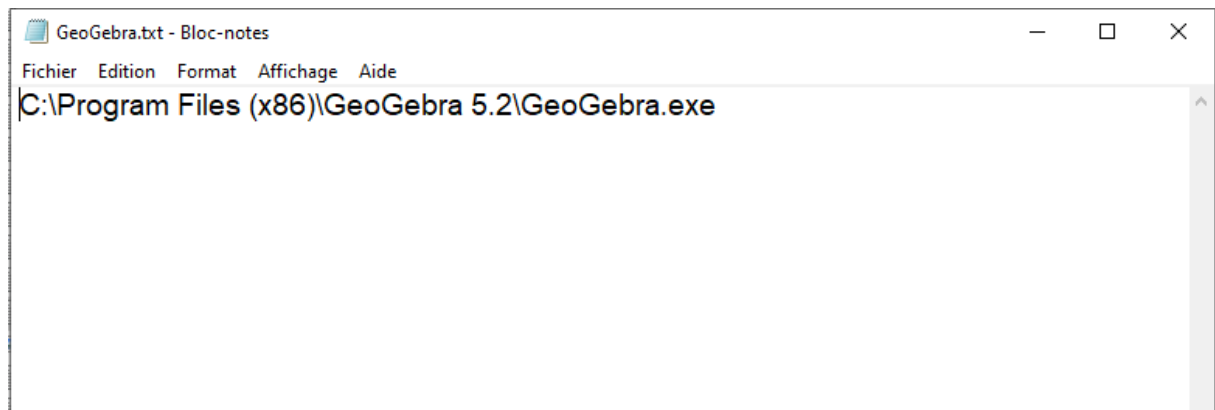 GeoGebra.txt - Bloc-notes
Fichier Edition Format Affichage Aide
C:\Program Files (x86)\GeoGebra 5.2\GeoGebra.exe